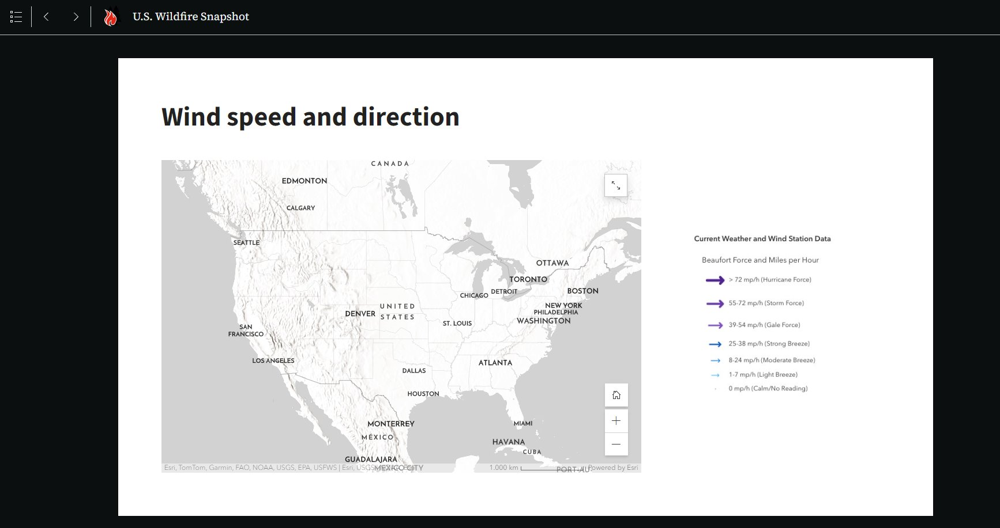 U.S. Wildfire Snapshot
Wind speed and direction
CANADA
EDMONTON
CALGARY
SEATTLE
OTTAWA
TORONTO
DETROIT
CHICAGO
BOSTON
NEW YORK
PHILADELPHIA
WASHINGTON
UNITED
STATES
DENVER
ST. LOUIS
SAN
FRANCISCO
LOS ANGELES
ATLANTA
DALLAS
HOUSTON
MONTERREY
MÉXICO
MIAMI
HAVANA
CUBA
GUADALAJARA
MEXICO CITY
PORT-AU-
Esri, TomTom, Garmin, FAO, NOAA, USGS, EPA, USFWS | Esri, USGS
1.000 km
Powered by Esri
Current Weather and Wind Station Data
Beaufort Force and Miles per Hour
> 72 mp/h (Hurricane Force)
55-72 mp/h (Storm Force)
39-54 mp/h (Gale Force)
25-38 mp/h (Strong Breeze)
8-24 mp/h (Moderate Breeze)
1-7 mp/h (Light Breeze)
0 mp/h (Calm/No Reading)